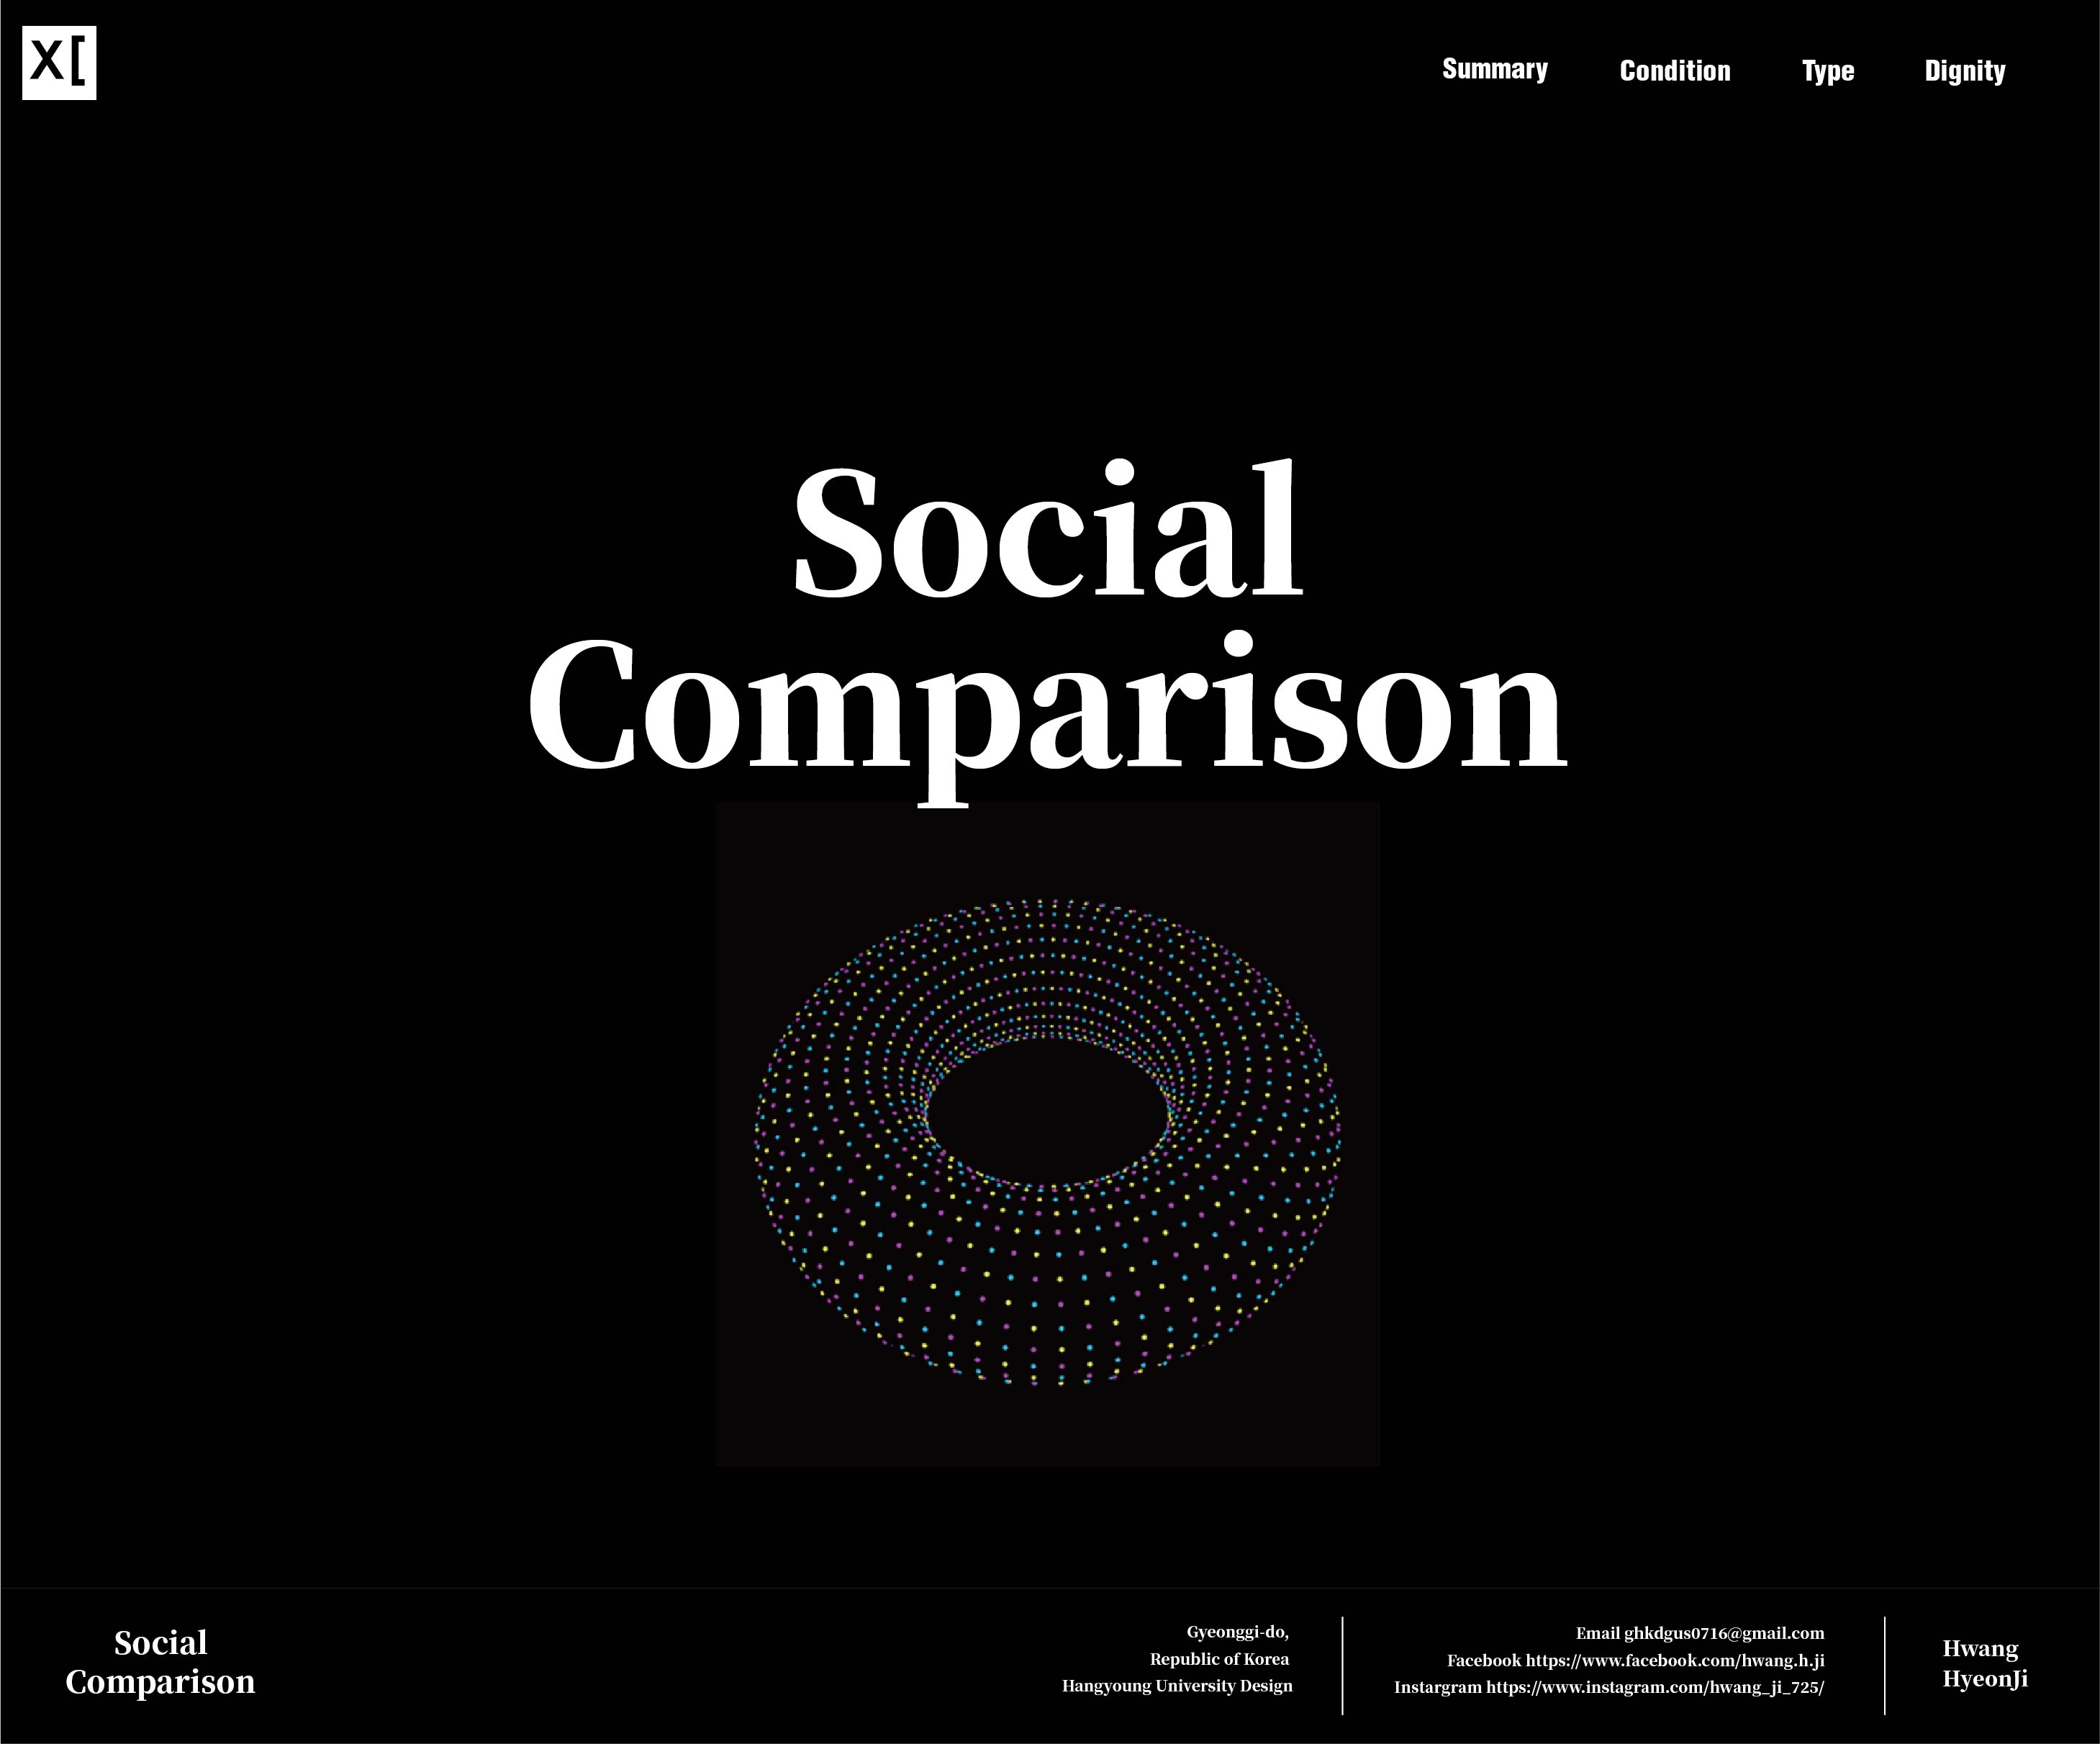 X[
Summary Condition Type Dignity
Social
Comparison
Social
Comparison
Gyeonggi-do,
Republic of Korea
Hangyoung University Design
Email ghkdgus0716@gmail.com
Facebook https://www.facebook.com/hwang.h.ji
Instargram https://www.instagram.com/hwang_ji_725/
Hwang
HyeonJi